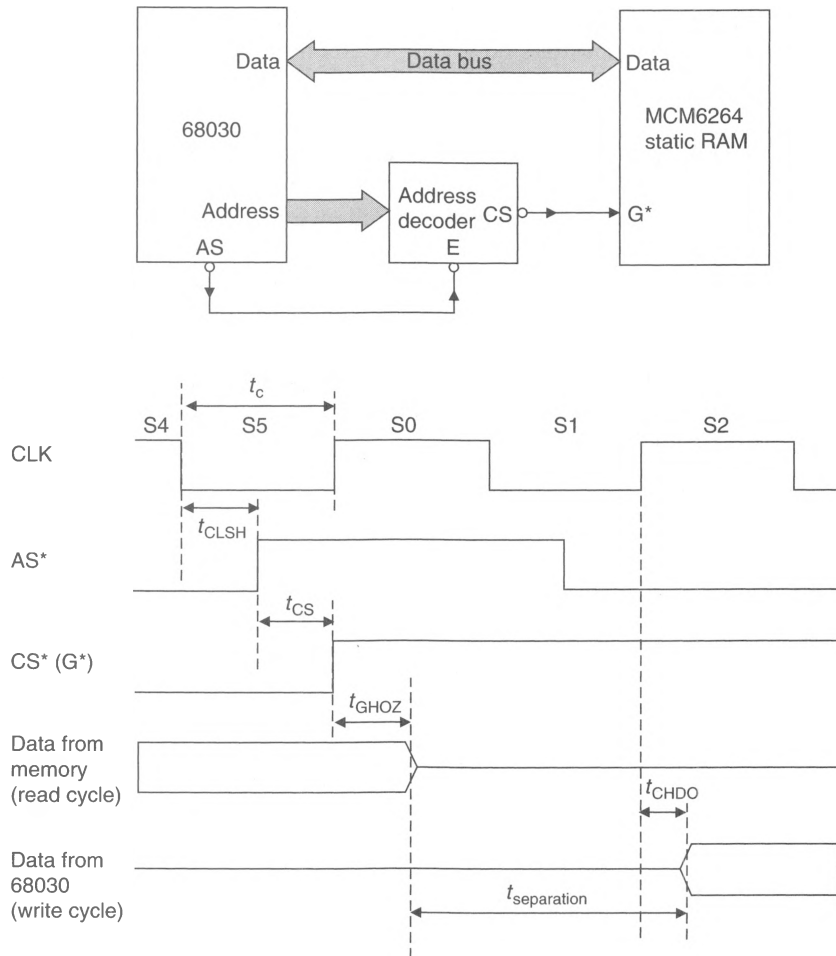 Data
Data bus
Data
68030
MCM6264
static RAM
Address
Address
decoder
CS
G*
AS
E
t_c
S4
S5
S0
S1
S2
CLK
t_CLSH
AS*
t_CS
CS* (G*)
t_GHOZ
Data from
memory
(read cycle)
t_CHDO
Data from
68030
(write cycle)
t_separation